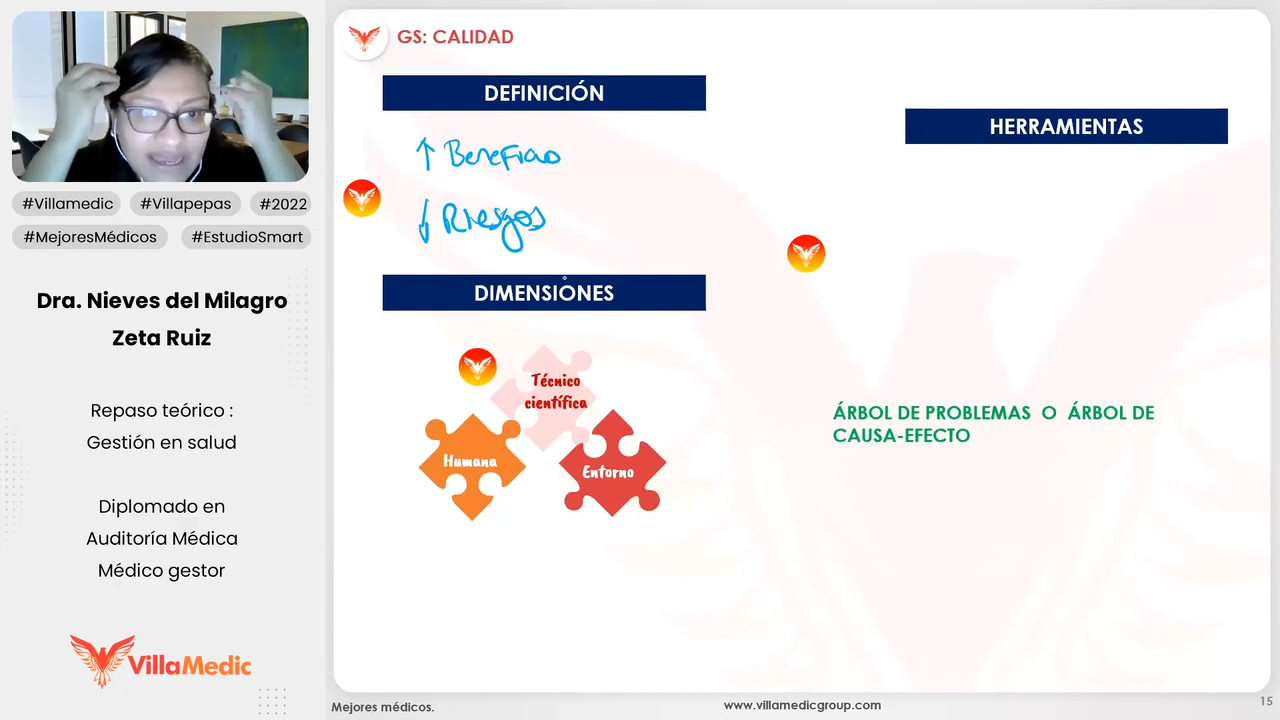 #Villamedic #Villapepas #2022
#MejoresMédicos #EstudioSmart
Dra. Nieves del Milagro
Zeta Ruiz
Repaso teórico :
Gestión en salud
Diplomado en
Auditoría Médica
Médico gestor
VillaMedic
GS: CALIDAD
DEFINICIÓN
↑ Beneficio
↓ Riesgos
DIMENSIONES
Técnico
científica
Humana
Entorno
HERRAMIENTAS
ÁRBOL DE PROBLEMAS O ÁRBOL DE
CAUSA-EFECTO
Mejores médicos.
www.villamedicgroup.com
15